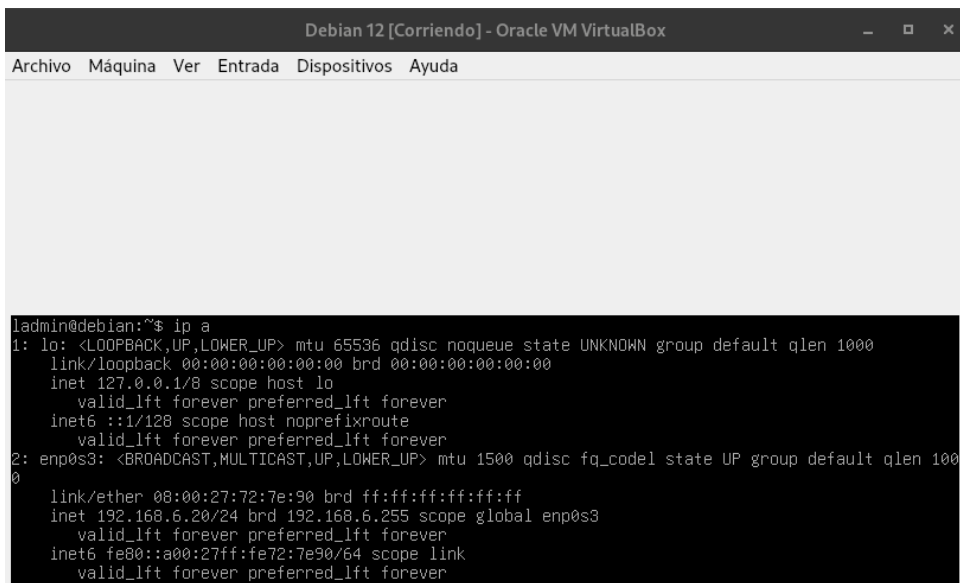 Debian 12 [Corriendo] - Oracle VM VirtualBox
Archivo Máquina Ver Entrada Dispositivos Ayuda
ladmin@debian:~$ ip a
1: lo: <LOOPBACK,UP,LOWER_UP> mtu 65536 qdisc noqueue state UNKNOWN group default qlen 1000
    link/loopback 00:00:00:00:00:00 brd 00:00:00:00:00:00
    inet 127.0.0.1/8 scope host lo
       valid_lft forever preferred_lft forever
    inet6 ::1/128 scope host noprefixroute
       valid_lft forever preferred_lft forever
2: enp0s3: <BROADCAST,MULTICAST,UP,LOWER_UP> mtu 1500 qdisc fq_codel state UP group default qlen 100
0
    link/ether 08:00:27:72:7e:90 brd ff:ff:ff:ff:ff:ff
    inet 192.168.6.20/24 brd 192.168.6.255 scope global enp0s3
       valid_lft forever preferred_lft forever
    inet6 fe80::a00:27ff:fe72:7e90/64 scope link
       valid_lft forever preferred_lft forever